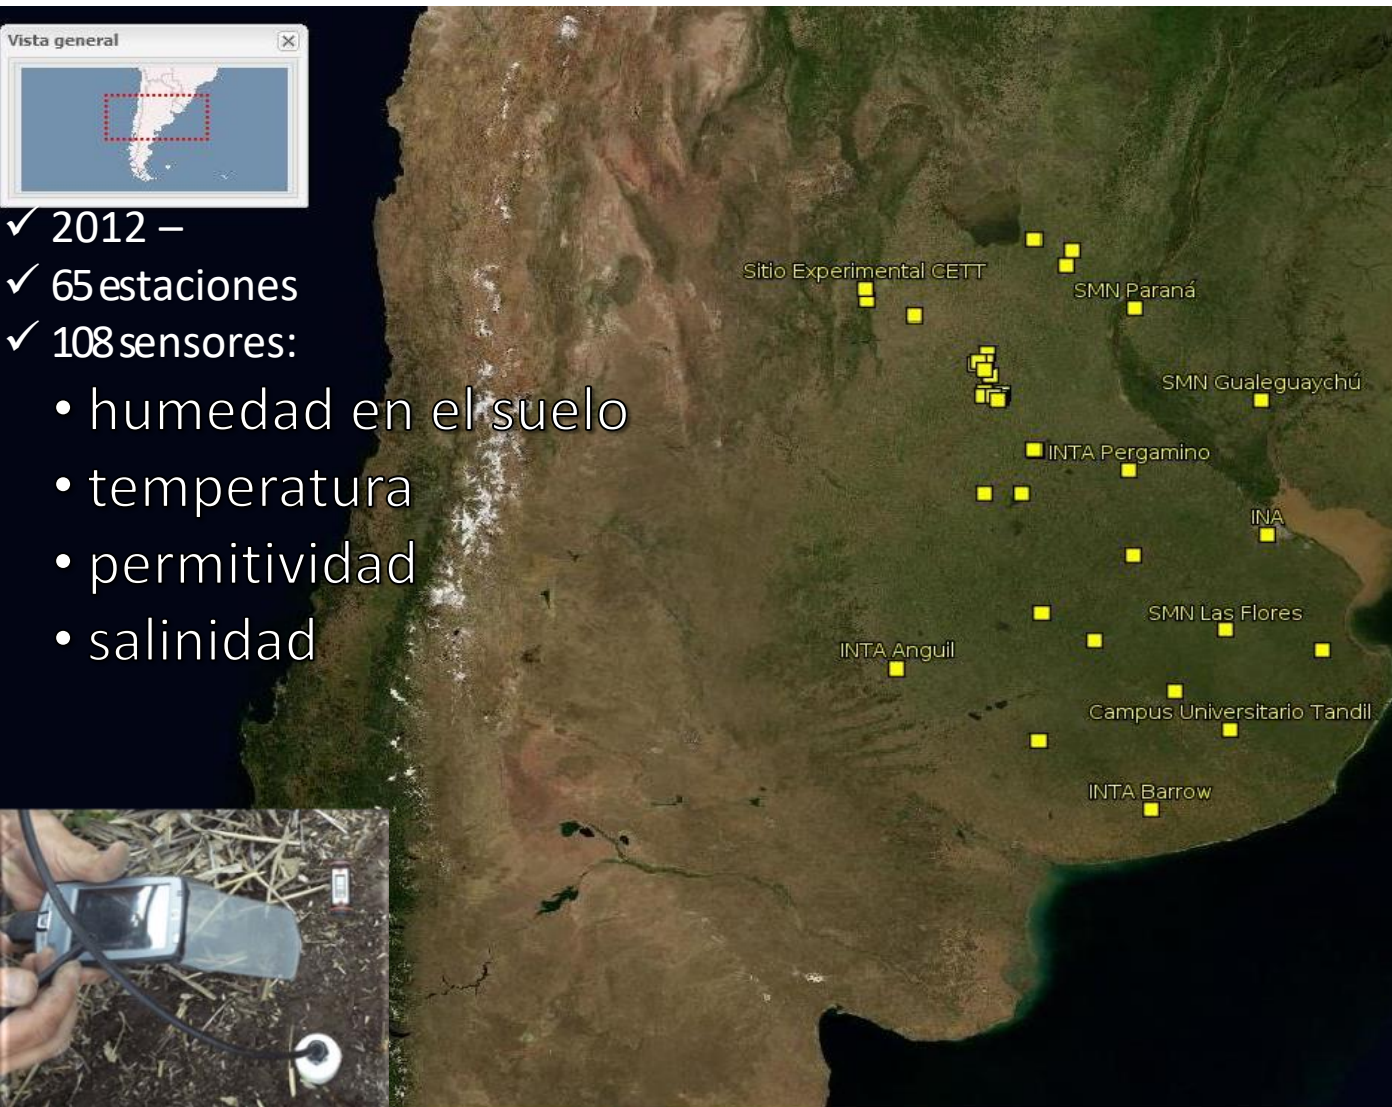 Vista general
2012 –
65 estaciones
108 sensores:
• humedad en el suelo
• temperatura
• permitividad
• salinidad
Sitio Experimental CETT
SMN Paraná
SMN Gualeguaychú
INTA Pergamino
INA
SMN Las Flores
INTA Anguil
Campus Universitario Tandil
INTA Barrow